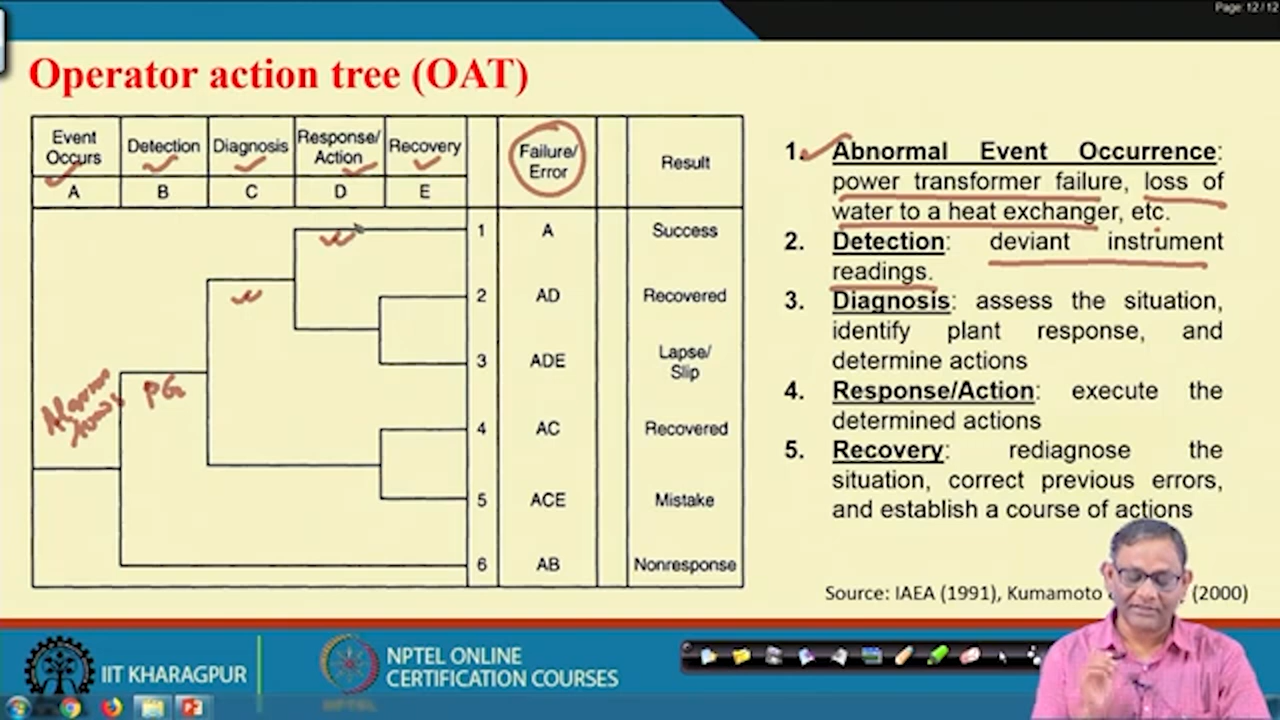 Page: 12 / 12
Operator action tree (OAT)
Event Occurs Detection Diagnosis Response/ Action Recovery Failure/ Error Result
A B C D E
1 A Success
2 AD Recovered
3 ADE Lapse/ Slip
4 AC Recovered
5 ACE Mistake
6 AB Nonresponse
PG
1. Abnormal Event Occurrence:
power transformer failure, loss of
water to a heat exchanger, etc.
2. Detection: deviant instrument
readings.
3. Diagnosis: assess the situation,
identify plant response, and
determine actions
4. Response/Action: execute the
determined actions
5. Recovery: rediagnose the
situation, correct previous errors,
and establish a course of actions
Source: IAEA (1991), Kumamoto (2000)
IIT KHARAGPUR
NPTEL ONLINE
CERTIFICATION COURSES
NPTEL